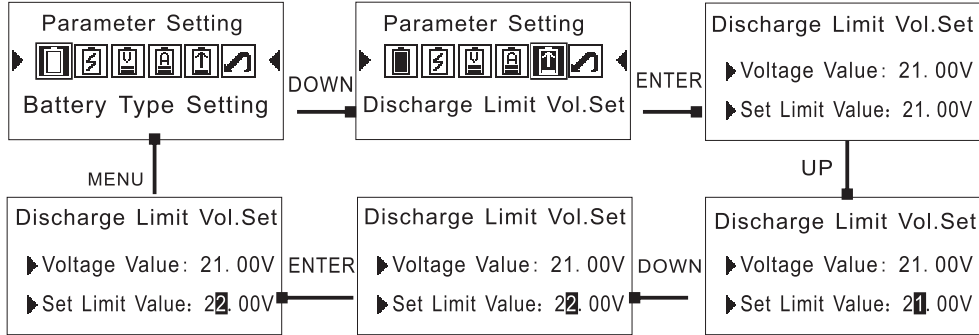 Parameter Setting
Battery Type Setting
DOWN
Parameter Setting
Discharge Limit Vol.Set
ENTER
Discharge Limit Vol.Set
Voltage Value: 21.00V
Set Limit Value: 21.00V
UP
Discharge Limit Vol.Set
Voltage Value: 21.00V
Set Limit Value: 21.00V
DOWN
Discharge Limit Vol.Set
Voltage Value: 21.00V
Set Limit Value: 22.00V
ENTER
Discharge Limit Vol.Set
Voltage Value: 21.00V
Set Limit Value: 22.00V
MENU